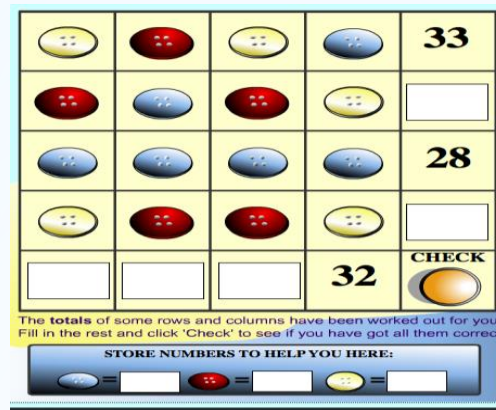 33
28
32
CHECK
The totals of some rows and columns have been worked out for you
Fill in the rest and click 'Check' to see if you have got all them correc
STORE NUMBERS TO HELP YOU HERE:
= = =